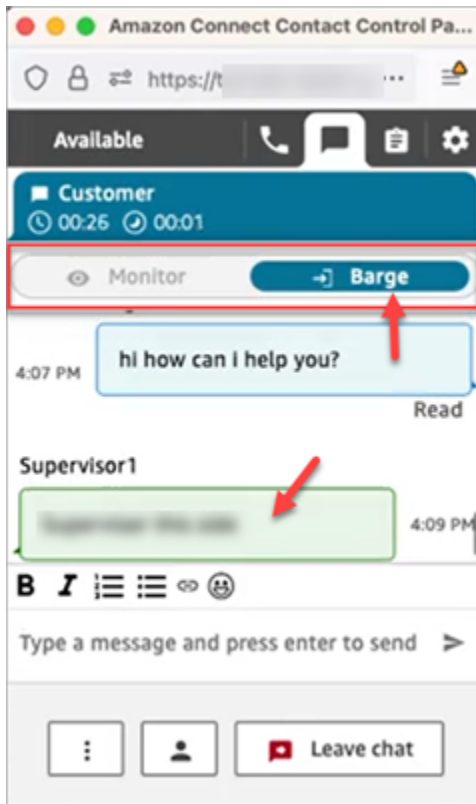 Amazon Connect Contact Control Pa...
https://t ...
Available
Customer
00:26 00:01
Monitor Barge
hi how can i help you?
4:07 PM
Read
Supervisor1
4:09 PM
B I
Type a message and press enter to send
Leave chat